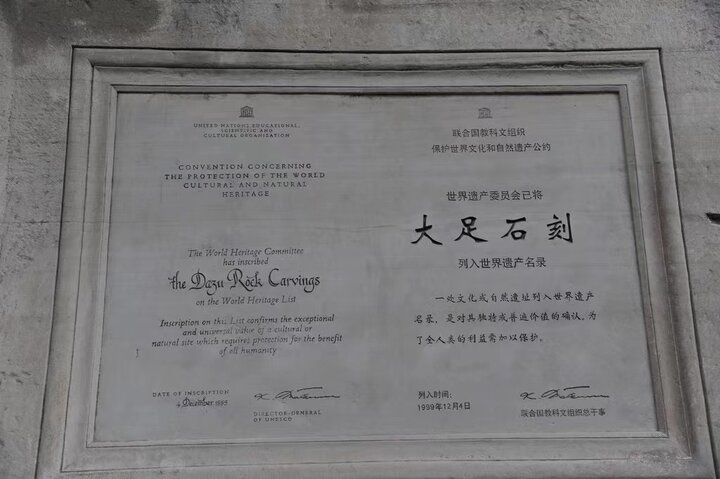 UNITED NATIONS EDUCATIONAL,
SCIENTIFIC AND
CULTURAL ORGANISATION
CONVENTION CONCERNING
THE PROTECTION OF THE WORLD
CULTURAL AND NATURAL
HERITAGE
The World Heritage Committee
has inscribed
the Dazu Rock Carvings
on the World Heritage List
Inscription on this List confirms the exceptional
and universal value of a cultural or
natural site which requires protection for the benefit
of all humanity
DATE OF INSCRIPTION
4 December 1999
DIRECTOR-GENERAL
OF UNESCO
联合国教科文组织
保护世界文化和自然遗产公约
世界遗产委员会已将
大足石刻
列入世界遗产名录
一处文化或自然遗址列入世界遗产
名录，是对其独特或普遍价值的确认，为
了全人类的利益需加以保护。
列入时间：
1999年12月4日
联合国教科文组织总干事